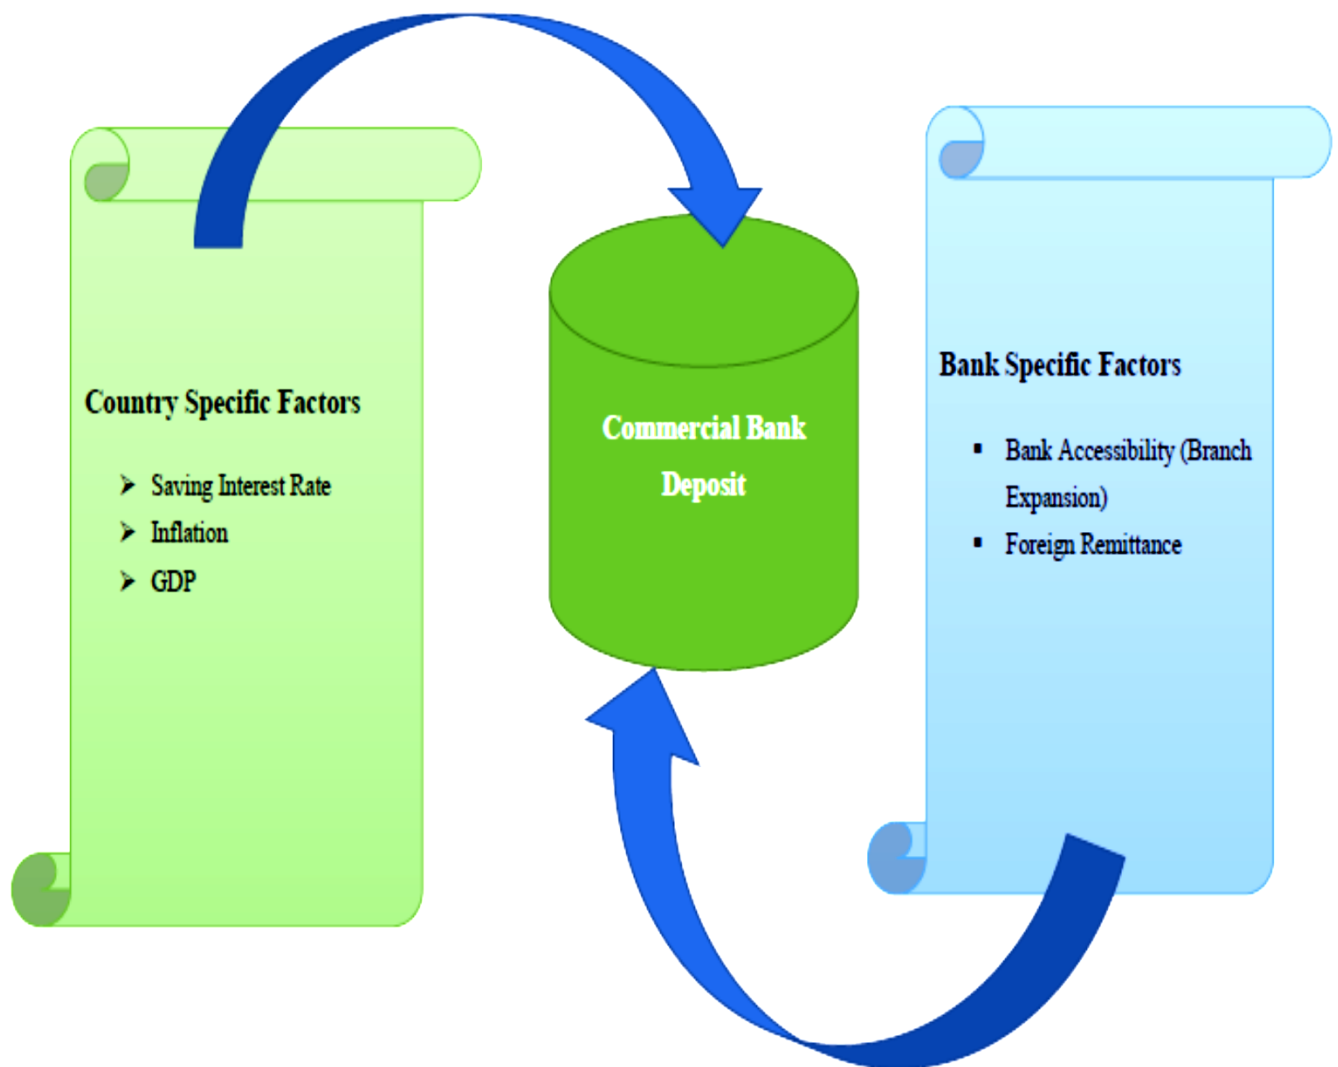 Country Specific Factors
➤ Saving Interest Rate
➤ Inflation
➤ GDP
Commercial Bank
Deposit
Bank Specific Factors
▪ Bank Accessibility (Branch
Expansion)
▪ Foreign Remittance